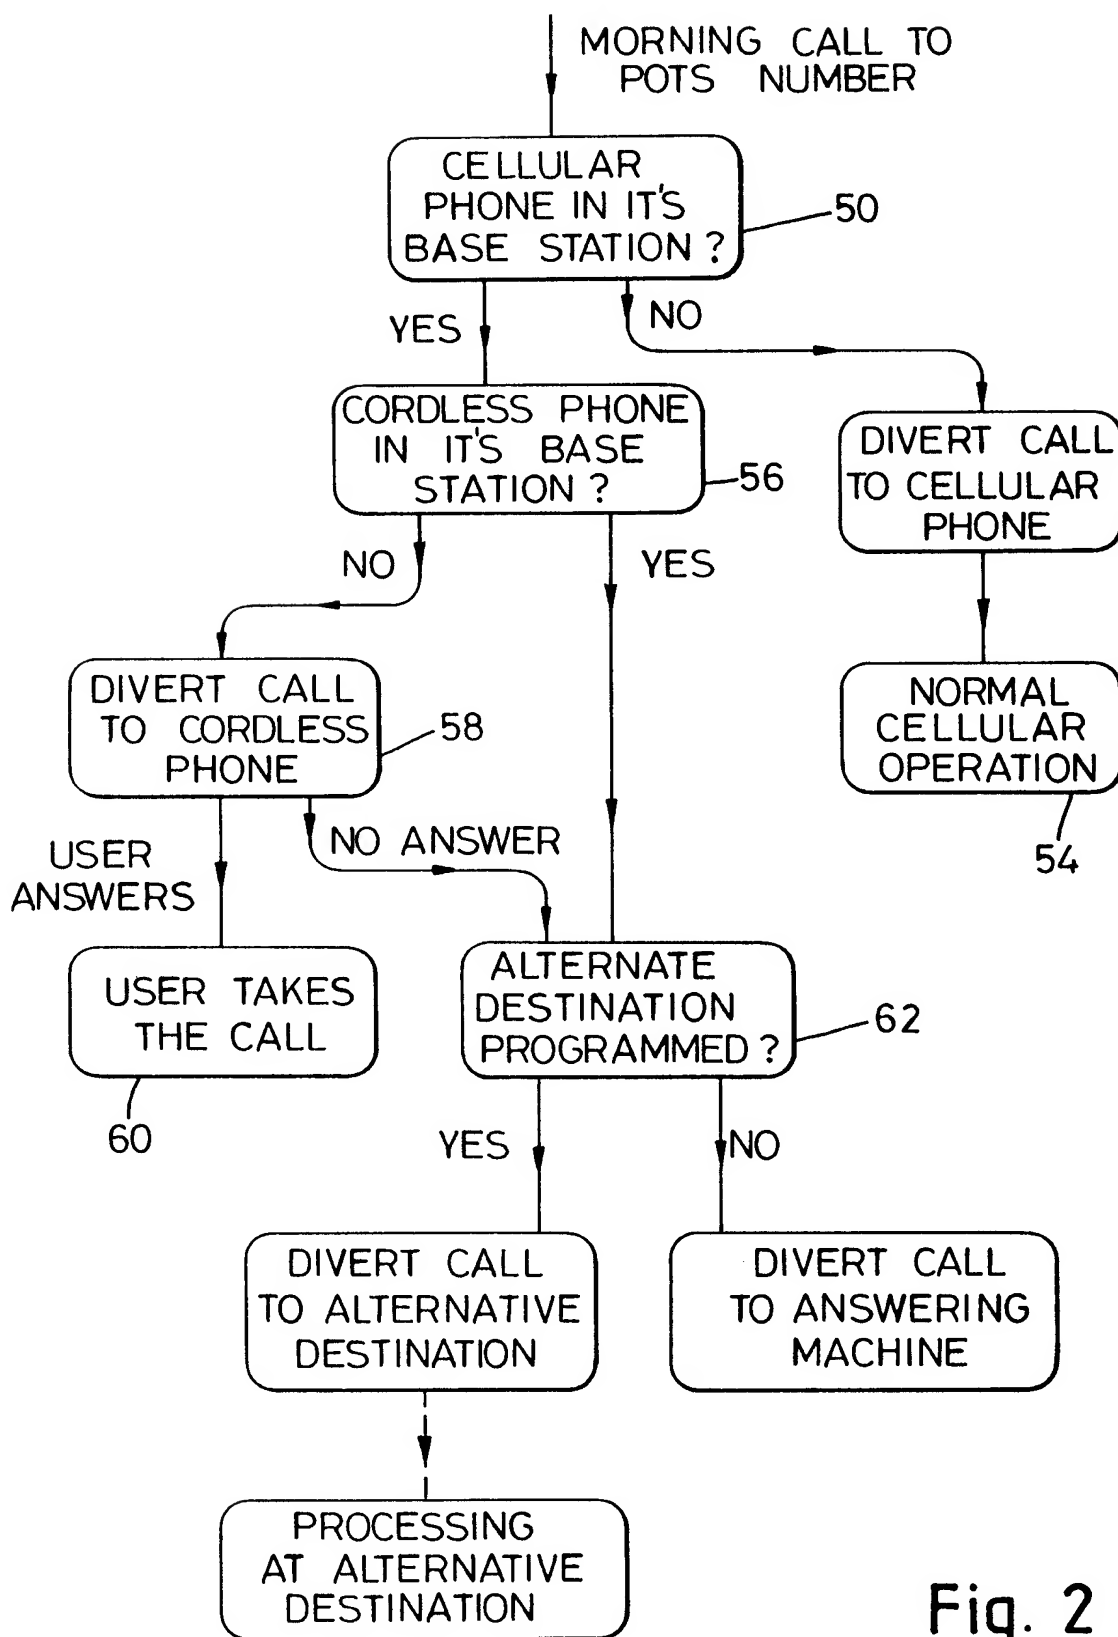 MORNING CALL TO
POTS NUMBER
CELLULAR
PHONE IN IT'S
BASE STATION ?
50
YES
NO
CORDLESS PHONE
IN IT'S BASE
STATION ?
56
DIVERT CALL
TO CELLULAR
PHONE
NO
YES
DIVERT CALL
TO CORDLESS
PHONE
58
NORMAL
CELLULAR
OPERATION
54
USER
ANSWERS
NO ANSWER
USER TAKES
THE CALL
60
ALTERNATE
DESTINATION
PROGRAMMED ?
62
YES
NO
DIVERT CALL
TO ALTERNATIVE
DESTINATION
DIVERT CALL
TO ANSWERING
MACHINE
PROCESSING
AT ALTERNATIVE
DESTINATION
Fig. 2